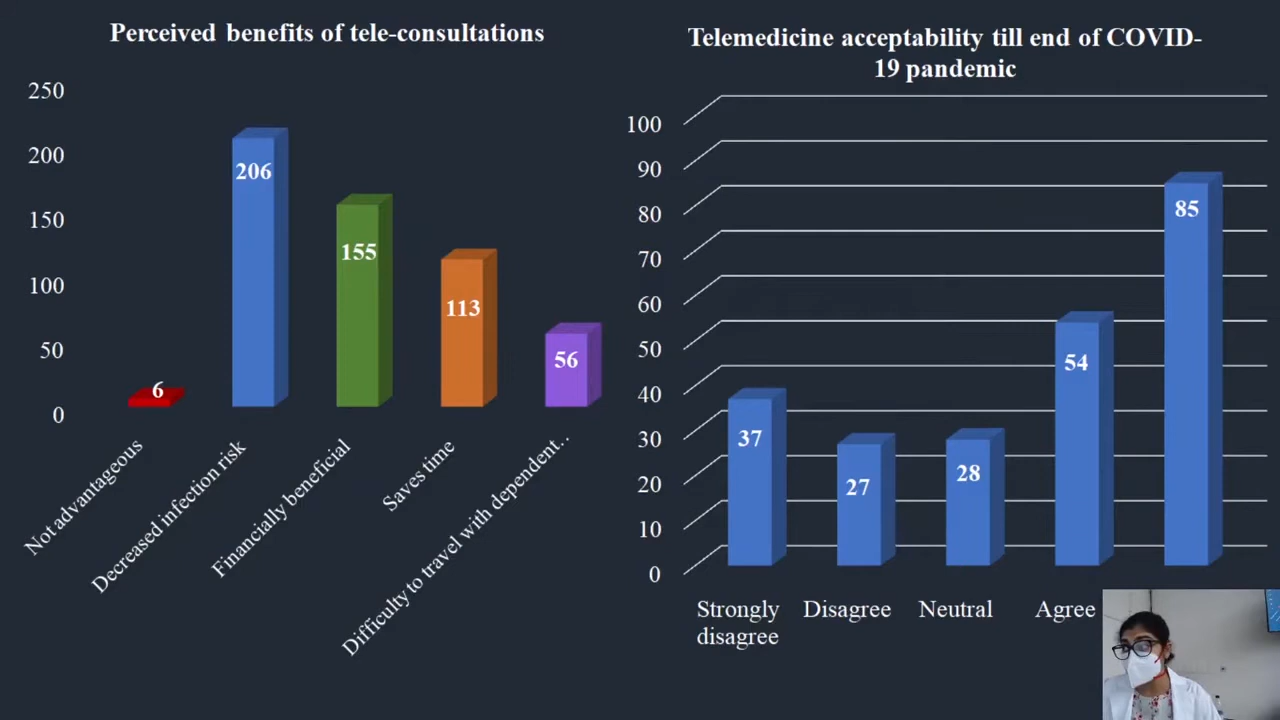 Perceived benefits of tele-consultations
250
200
150
100
50
0
6
206
155
113
56
Not advantageous
Decreased infection risk
Financially beneficial
Saves time
Difficulty to travel with dependent..
Telemedicine acceptability till end of COVID-
19 pandemic
100
90
80
70
60
50
40
30
20
10
0
37
27
28
54
85
Strongly
disagree
Disagree
Neutral
Agree